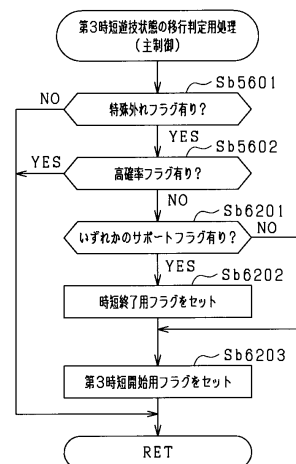 第3時短遊技状態の移行判定用処理
(主制御)
Sb5601
NO
特殊外れフラグ有り?
YES
Sb5602
YES
高確率フラグ有り?
NO
Sb6201
いずれかのサポートフラグ有り?
NO
YES
Sb6202
時短終了用フラグをセット
Sb6203
第3時短開始用フラグをセット
RET